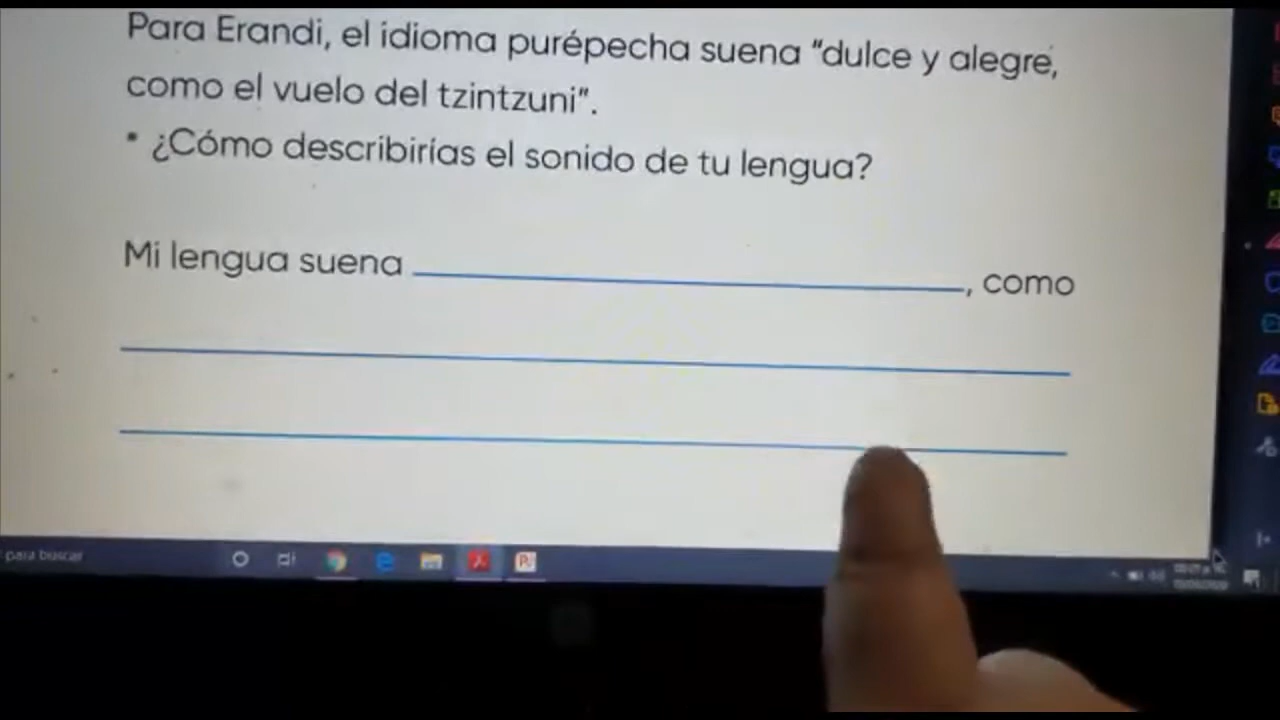 Para Erandi, el idioma purépecha suena “dulce y alegre,
como el vuelo del tzintzuni”.
• ¿Cómo describirías el sonido de tu lengua?
Mi lengua suena ______________, como
para buscar